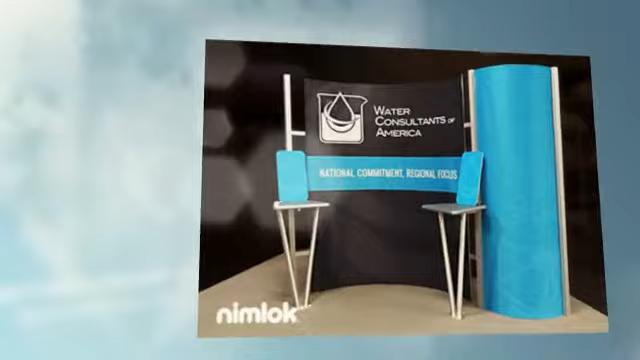 WATER
CONSULTANTS OF
AMERICA
NATIONAL COMMITMENT, REGIONAL FOCUS
nimlok